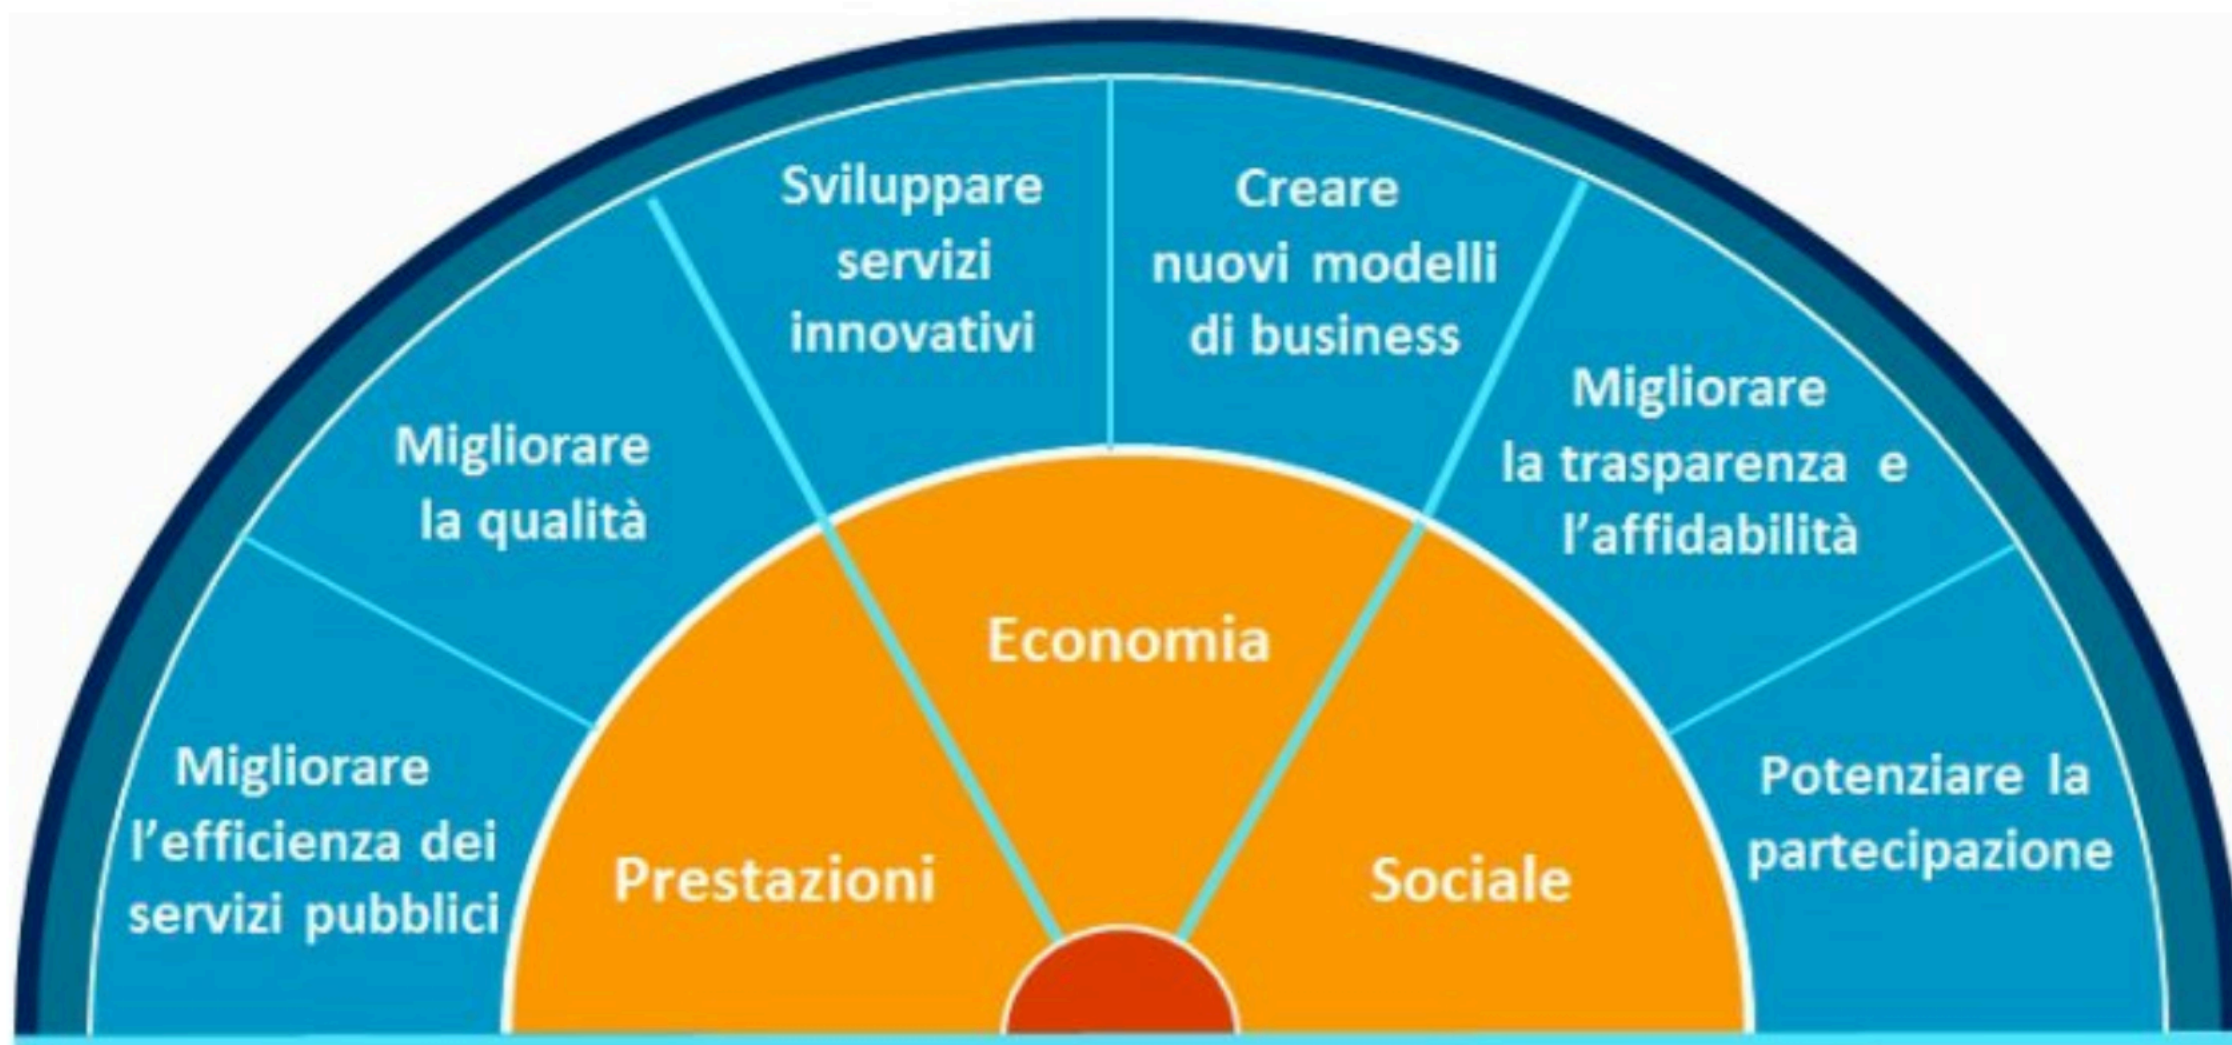 Sviluppare
servizi
innovativi
Creare
nuovi modelli
di business
Migliorare
la qualità
Migliorare
la trasparenza e
l'affidabilità
Migliorare
l'efficienza dei
servizi pubblici
Potenziare la
partecipazione
Economia
Prestazioni
Sociale